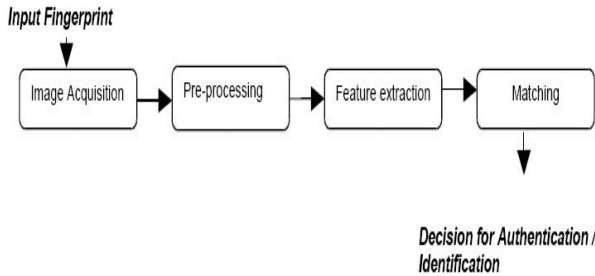 Input Fingerprint
Image Acquisition
Pre-processing
Feature extraction
Matching
Decision for Authentication /
Identification